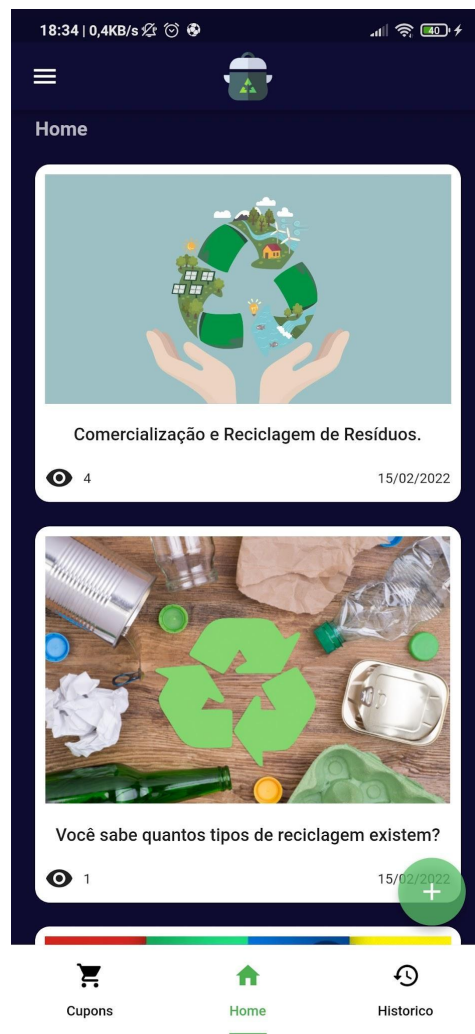 18:34 | 0,4KB/s
40
Home
Comercialização e Reciclagem de Resíduos.
4
15/02/2022
Você sabe quantos tipos de reciclagem existem?
1
15/02/2022
+
Cupons
Home
Historico